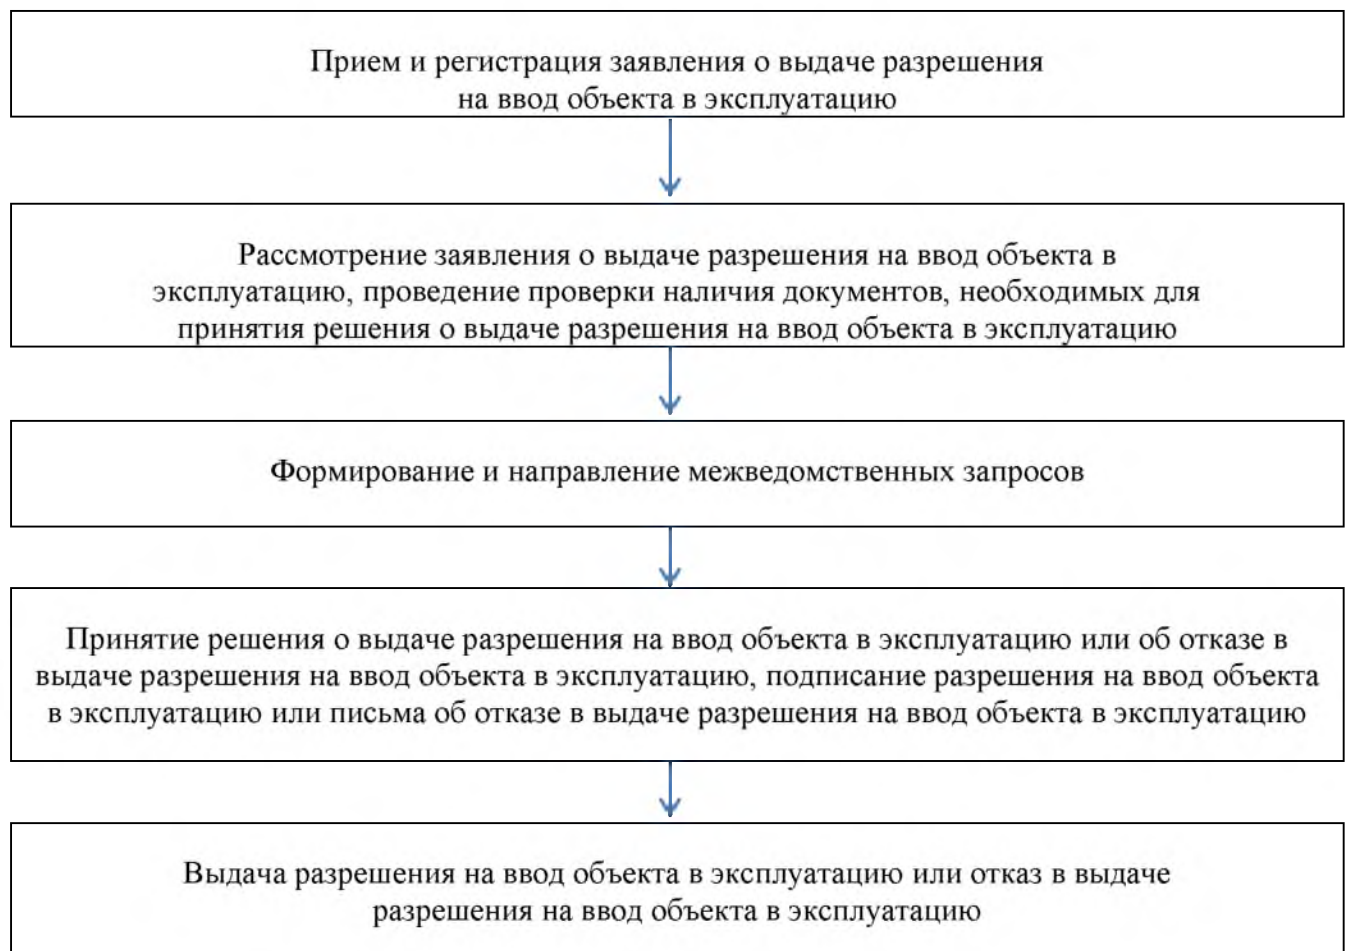 Прием и регистрация заявления о выдаче разрешения
на ввод объекта в эксплуатацию
Рассмотрение заявления о выдаче разрешения на ввод объекта в
эксплуатацию, проведение проверки наличия документов, необходимых для
принятия решения о выдаче разрешения на ввод объекта в эксплуатацию
Формирование и направление межведомственных запросов
Принятие решения о выдаче разрешения на ввод объекта в эксплуатацию или об отказе в
выдаче разрешения на ввод объекта в эксплуатацию, подписание разрешения на ввод объекта
в эксплуатацию или письма об отказе в выдаче разрешения на ввод объекта в эксплуатацию
Выдача разрешения на ввод объекта в эксплуатацию или отказ в выдаче
разрешения на ввод объекта в эксплуатацию